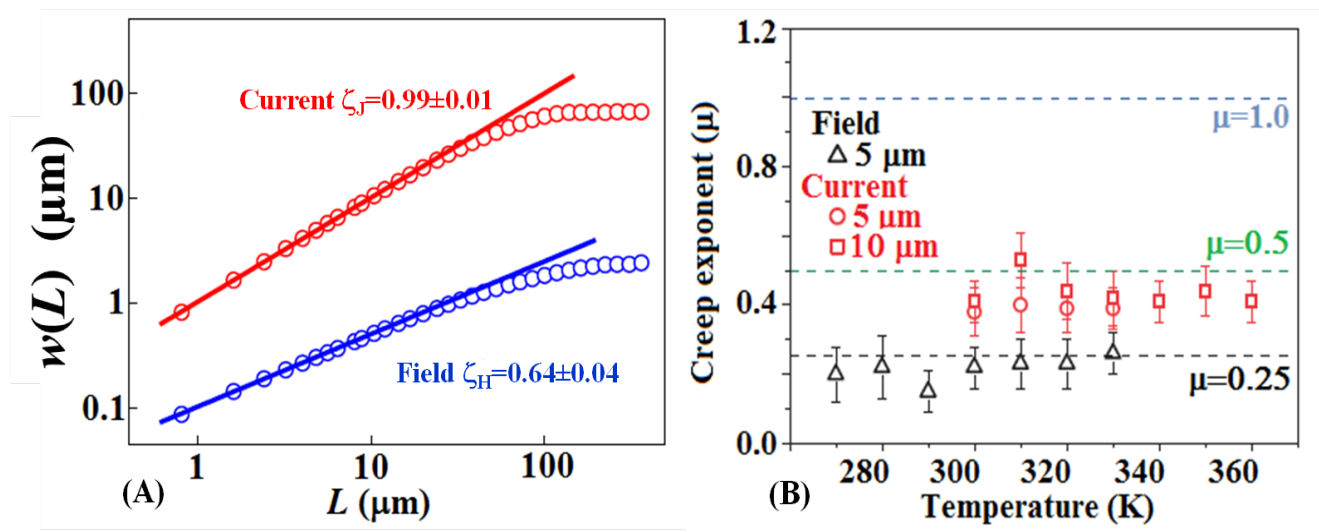 100
10
1
0.1
w(L) (μm)
Current ζJ=0.99±0.01
Field ζH=0.64±0.04
1
10
100
(A)
L (μm)
1.2
0.8
0.4
0.0
Creep exponent (μ)
Field
5 μm
Current
5 μm
10 μm
μ=1.0
μ=0.5
μ=0.25
280
300
320
340
360
(B)
Temperature (K)